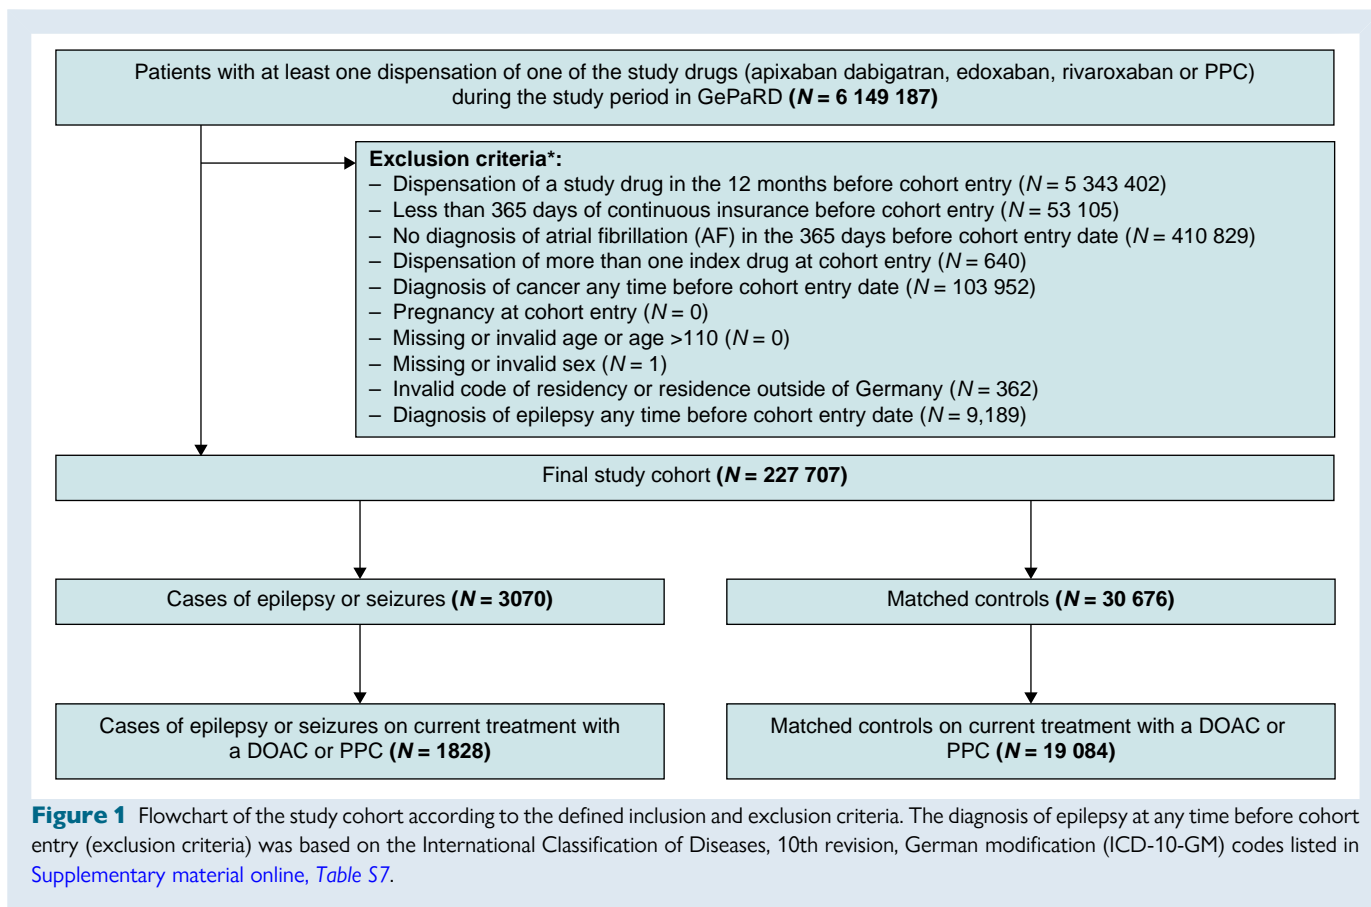 Patients with at least one dispensation of one of the study drugs (apixaban dabigatran, edoxaban, rivaroxaban or PPC)
during the study period in GePaRD (N = 6 149 187)
Exclusion criteria*:
– Dispensation of a study drug in the 12 months before cohort entry (N = 5 343 402)
– Less than 365 days of continuous insurance before cohort entry (N = 53 105)
– No diagnosis of atrial fibrillation (AF) in the 365 days before cohort entry date (N = 410 829)
– Dispensation of more than one index drug at cohort entry (N = 640)
– Diagnosis of cancer any time before cohort entry date (N = 103 952)
– Pregnancy at cohort entry (N = 0)
– Missing or invalid age or age >110 (N = 0)
– Missing or invalid sex (N = 1)
– Invalid code of residency or residence outside of Germany (N = 362)
– Diagnosis of epilepsy any time before cohort entry date (N = 9,189)
Final study cohort (N = 227 707)
Cases of epilepsy or seizures (N = 3070)
Matched controls (N = 30 676)
Cases of epilepsy or seizures on current treatment with
a DOAC or PPC (N = 1828)
Matched controls on current treatment with a DOAC or
PPC (N = 19 084)
Figure 1 Flowchart of the study cohort according to the defined inclusion and exclusion criteria. The diagnosis of epilepsy at any time before cohort
entry (exclusion criteria) was based on the International Classification of Diseases, 10th revision, German modification (ICD-10-GM) codes listed in
Supplementary material online, Table S7.